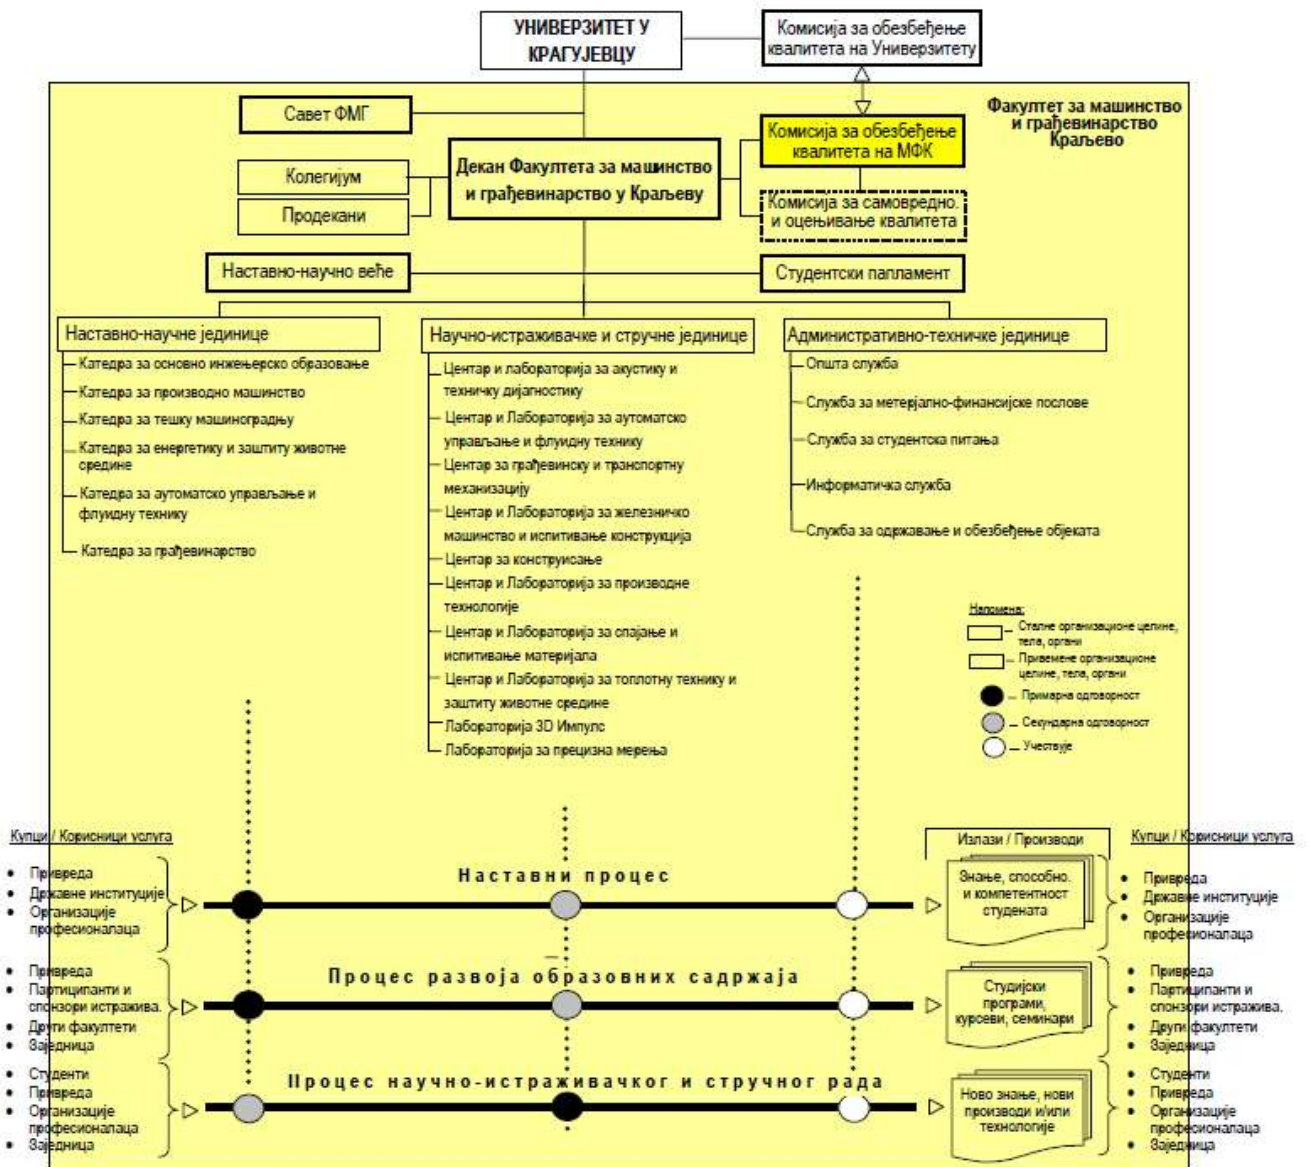 УНИВЕРЗИТЕТ У
КРАГУЈЕВЦУ
Комисија за обезбеђење
квалитета на Универзитету
Факултет за машинство
и грађевинарство
Краљево
Савет ФМГ
Комисија за обезбеђење
квалитета на МФК
Декан Факултета за машинство
и грађевинарство у Краљеву
Колегијум
Продекани
Комисија за самовредно.
и оцењивање квалитета
Наставно-научно веће
Студентски папламент
Наставно-научне јединице
Катедра за основно инжењерско образовање
Катедра за производно машинство
Катедра за тешку машиноградњу
Катедра за енергетику и заштиту животне
средине
Катедра за аутоматско управљање и
флуидну технику
Катедра за грађевинарство
Научно-истраживачке и стручне јединице
Центар и лабораторија за акустику и
техничку дијагностику
Центар и Лабораторија за аутоматско
управљање и флуидну технику
Центар за грађевинску и транспортну
механизацију
Центар и Лабораторија за железничко
машинство и испитивање конструкција
Центар за конструисање
Центар и Лабораторија за производне
технологије
Центар и Лабораторија за спајање и
испитивање материјала
Центар и Лабораторија за топлотну технику и
заштиту животне средине
Лабораторија 3D Импулс
Лабораторија за прецизна мерења
Административно-техничке јединице
Општа служба
Служба за метерјално-финансијске послове
Служба за студентска питања
Информатичка служба
Служба за одржавање и обезбеђење објеката
Напомена:
– Сталне организационе целине,
тела, органи
– Привемене организационе
целине, тела, органи
– Примарна одговорност
– Секундарна одговорност
– Учествује
Купци / Корисници услуга
• Привреда
• Државне институције
• Организације
професионалаца
• Привреда
• Партиципанти и
спонзори истражива.
• Други факултети
• Заједница
• Студенти
• Привреда
• Организације
професионалаца
• Заједница
Наставни процес
Процес развоја образовних садржаја
Процес научно-истраживачког и стручног рада
Излази / Производи
Знање, способно.
и компетентност
студената
Студијски
програми,
курсеви, семинари
Ново знање, нови
производи и/или
технологије
Купци / Корисници услуга
• Привреда
• Државне институције
• Организације
професионалаца
• Привреда
• Партиципанти и
спонзори истражива.
• Други факултети
• Заједница
• Студенти
• Привреда
• Организације
професионалаца
• Заједница